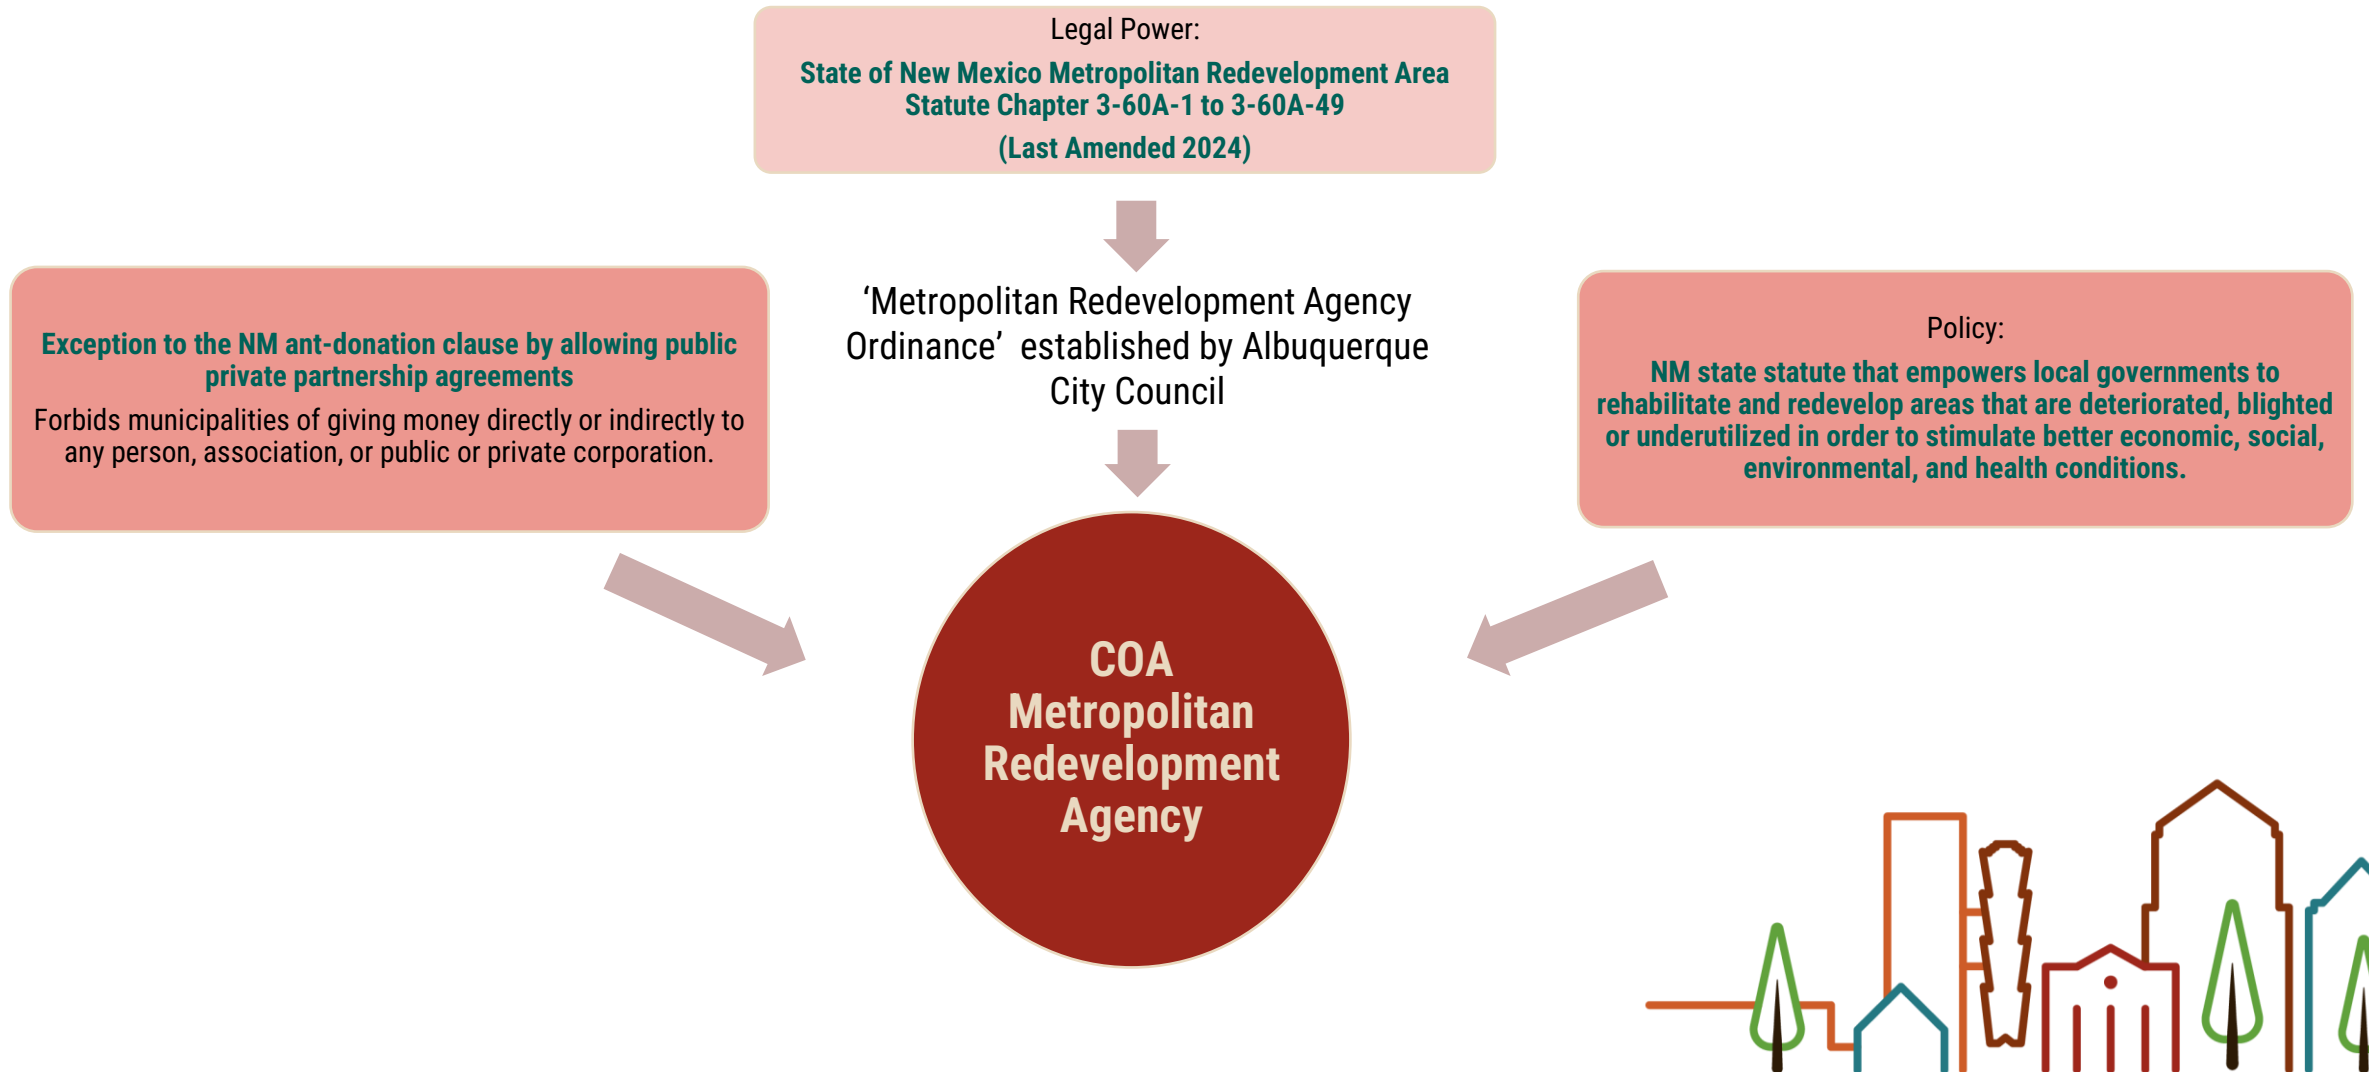 Legal Power:
State of New Mexico Metropolitan Redevelopment Area
Statute Chapter 3-60A-1 to 3-60A-49
(Last Amended 2024)
Exception to the NM ant-donation clause by allowing public
private partnership agreements
Forbids municipalities of giving money directly or indirectly to
any person, association, or public or private corporation.
‘Metropolitan Redevelopment Agency
Ordinance’ established by Albuquerque
City Council
Policy:
NM state statute that empowers local governments to
rehabilitate and redevelop areas that are deteriorated, blighted
or underutilized in order to stimulate better economic, social,
environmental, and health conditions.
COA
Metropolitan
Redevelopment
Agency